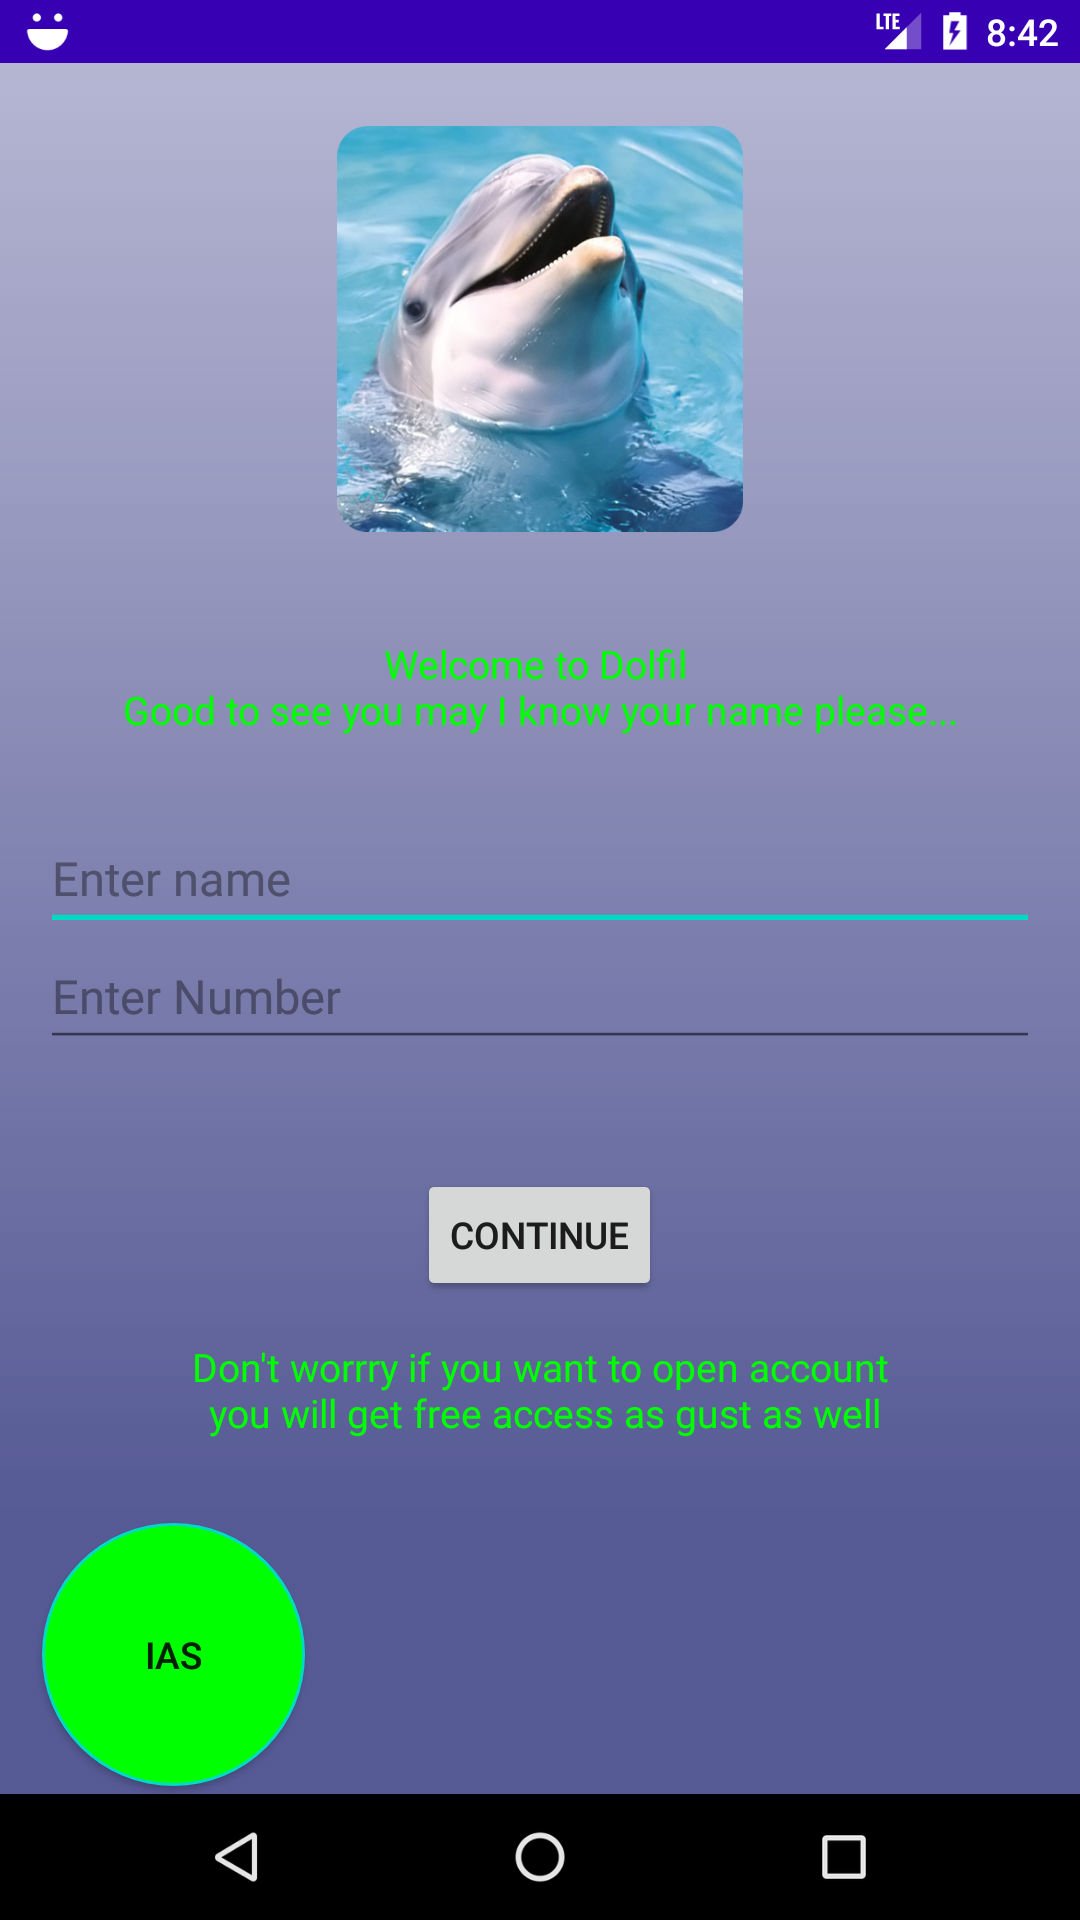 LTE 8:42
Welcome to Dolfil
Good to see you may I know your name please...
Enter name
Enter Number
CONTINUE
Don't worrry if you want to open account
you will get free access as gust as well
IAS